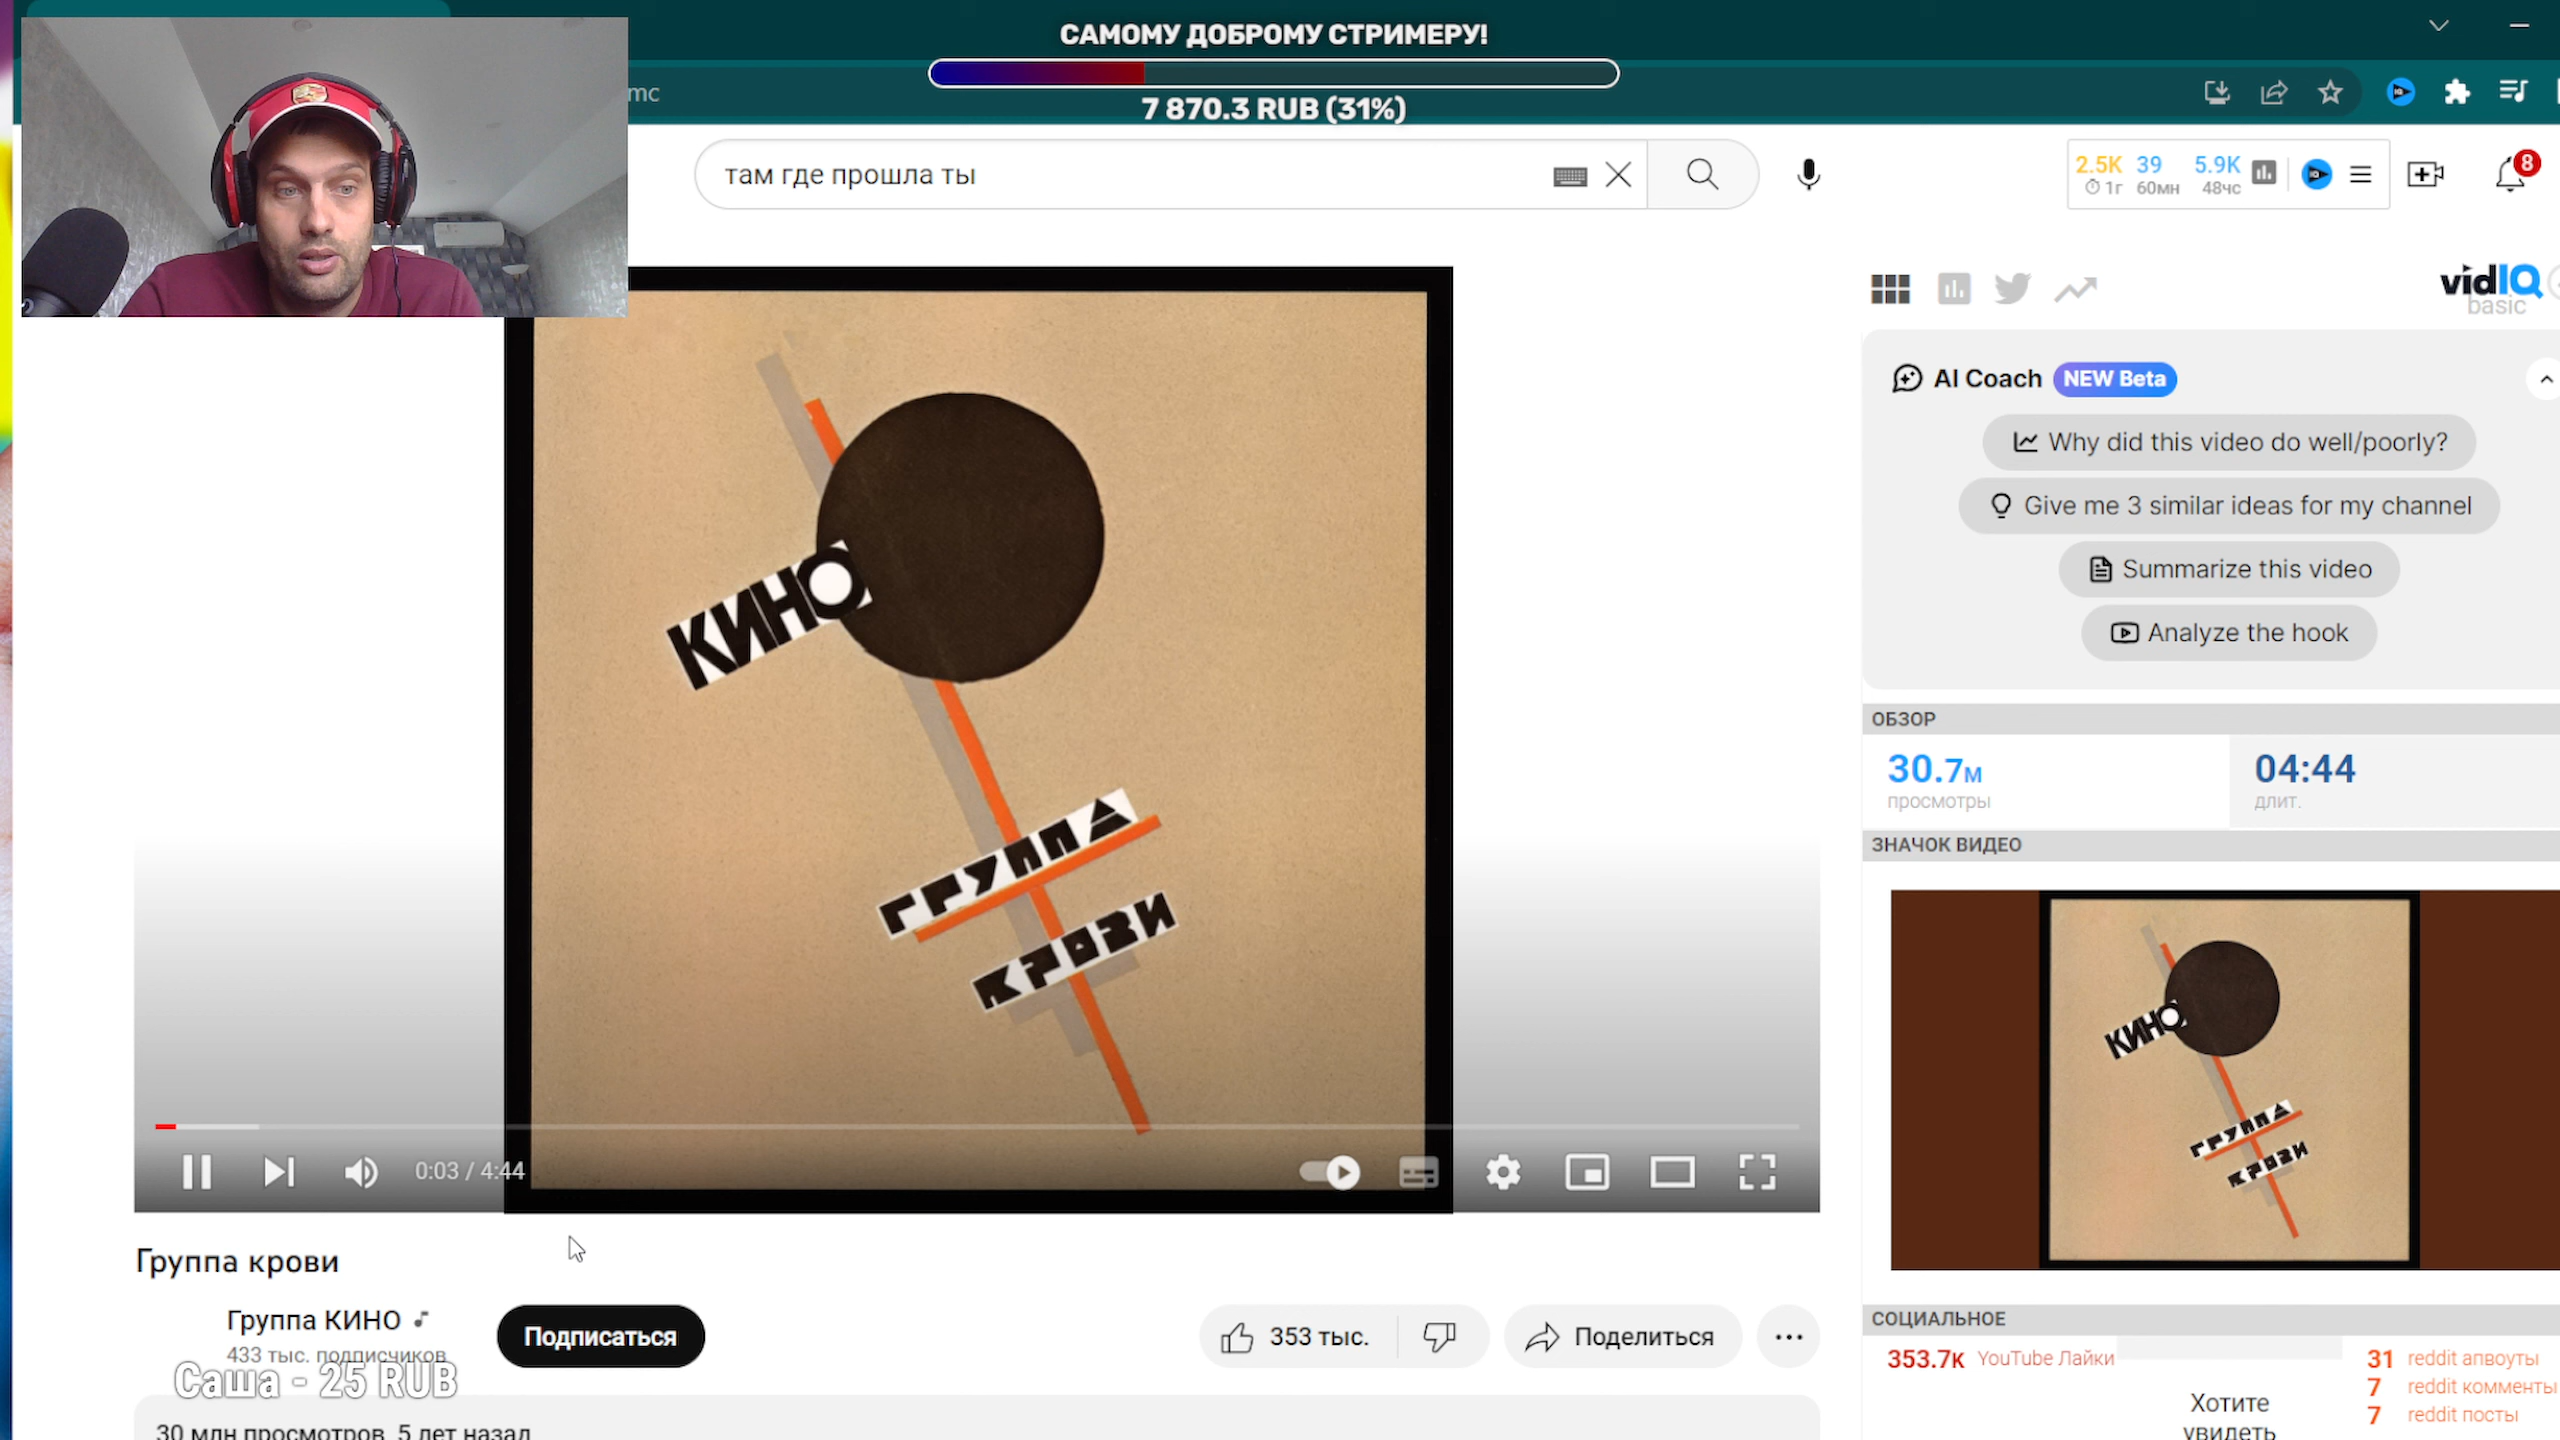 САМОМУ ДОБРОМУ СТРИМЕРУ!
7 870.3 RUB (31%)
mc
там где прошла ты
2.5K 39 5.9K
1г 60мн 48чс
8
vidIQ
basic
AI Coach NEW Beta
Why did this video do well/poorly?
Give me 3 similar ideas for my channel
Summarize this video
Analyze the hook
ОБЗОР
30.7м
просмотры
04:44
длит.
ЗНАЧОК ВИДЕО
КИНО
ГРУППА
КРОВИ
КИНО
ГРУППА
КРОВИ
0:03 / 4:44
Группа крови
Группа КИНО
433 тыс. подписчиков
Подписаться
353 тыс.
Поделиться
Саша - 25 RUB
30 млн просмотров 5 лет назад
СОЦИАЛЬНОЕ
353.7к YouTube Лайки
31 reddit апвоуты
7 reddit комменты
7 reddit посты
Хотите
увидеть